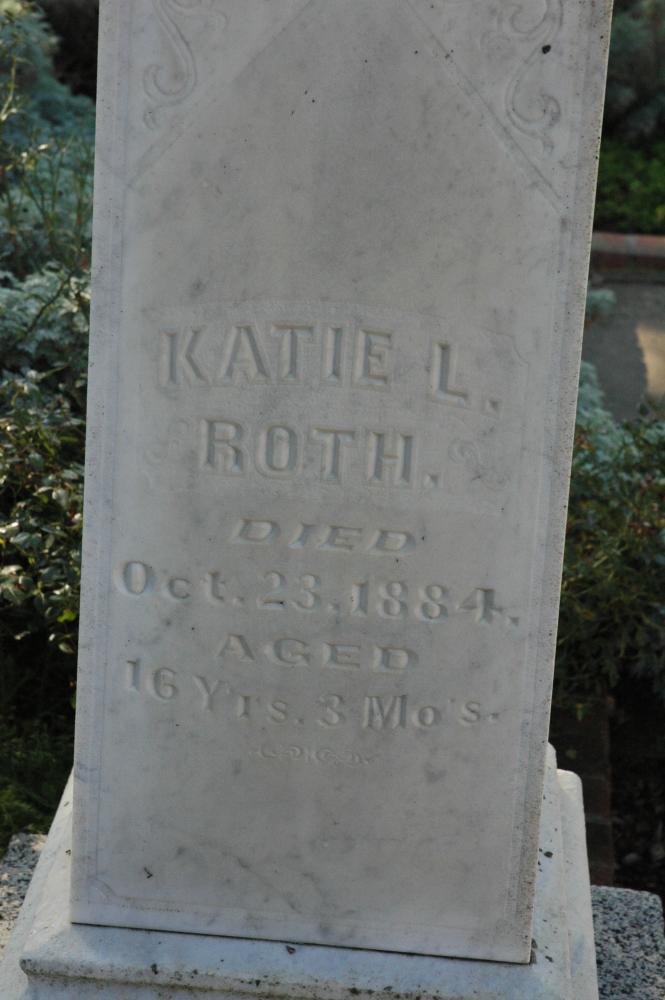 KATIE L.
ROTH.
DIED
Oct. 23. 1884.
AGED
16 Yrs. 3 Mo's.